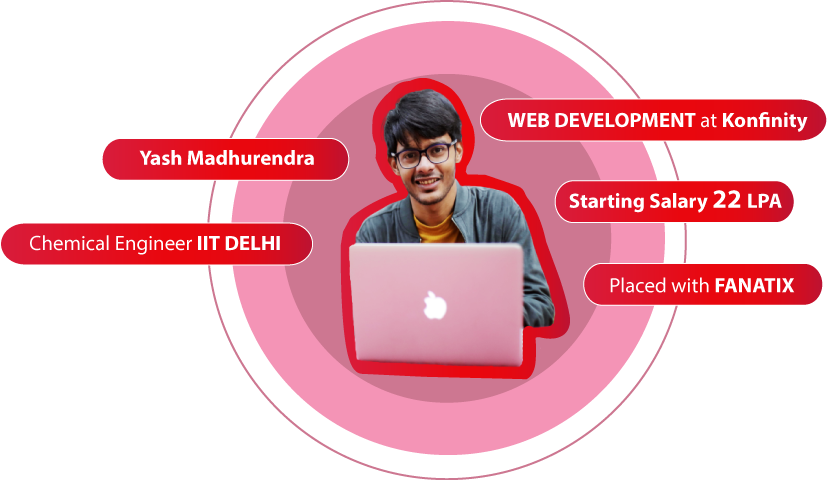 Yash Madhurendra
Chemical Engineer IIT DELHI
WEB DEVELOPMENT at Konfinity
Starting Salary 22 LPA
Placed with FANATIX